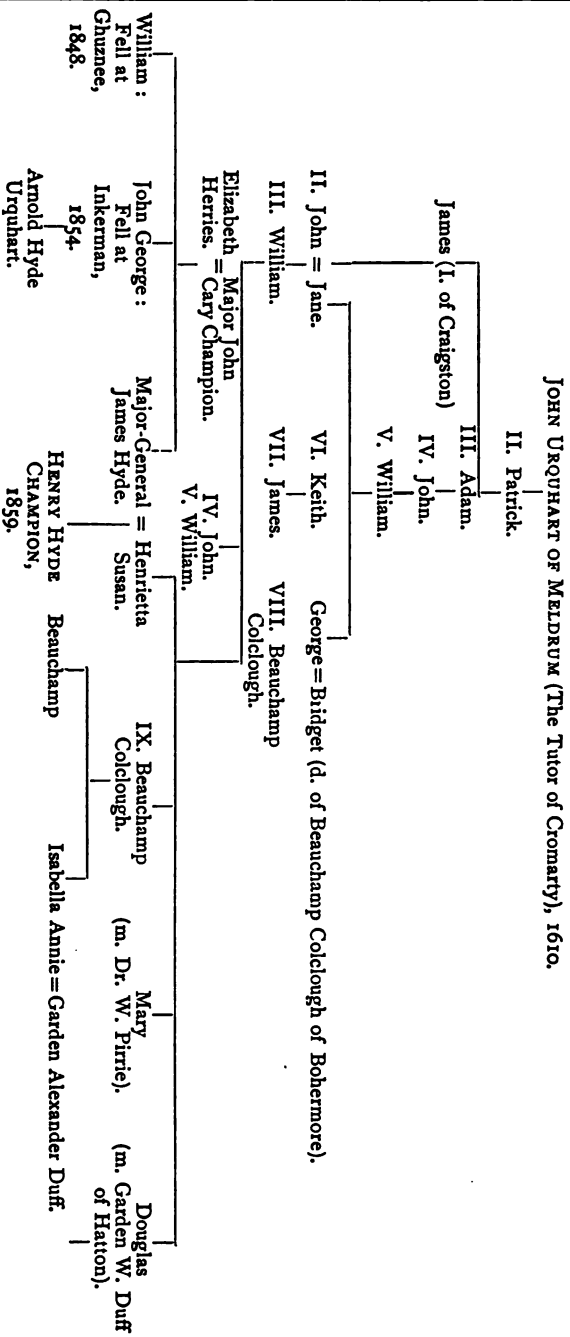 JOHN URQUHART OF MELDRUM (The Tutor of Cromarty), 1610.
II. Patrick.
James (I. of Craigston)
III. Adam.
IV. John.
V. William.
II. John = Jane.
VI. Keith.
George = Bridget (d. of Beauchamp Colclough of Bohermore).
III. William.
VII. James.
VIII. Beauchamp
Colclough.
Elizabeth = Major John
Herries. Cary Champion.
IV. John.
V. William.
William :
Fell at
Ghuznee,
1848.
John George :
Fell at
Inkerman,
1854.
Major-General = Henrietta
James Hyde. Susan.
IX. Beauchamp
Colclough.
Mary
(m. Dr. W. Pirrie).
Douglas
(m. Garden W. Duff
of Hatton).
Arnold Hyde
Urquhart.
HENRY HYDE
CHAMPION,
1859.
Beauchamp
Isabella Annie = Garden Alexander Duff.